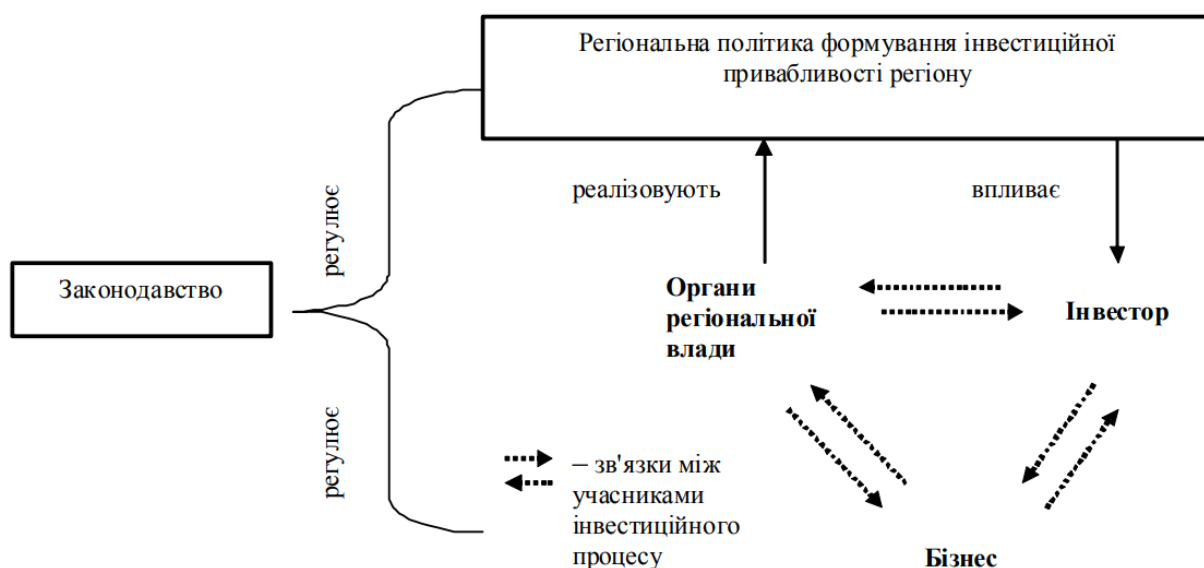 Регіональна політика формування інвестиційної
привабливості регіону
реалізовують
впливає
регулює
Законодавство
Органи
регіональної
влади
Інвестор
регулює
– зв'язки між
учасниками
інвестиційного
процесу
Бізнес